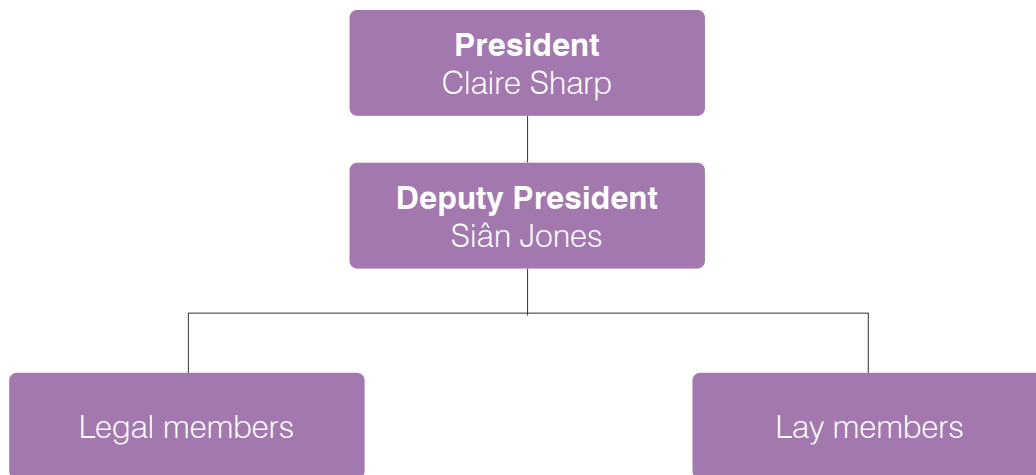 President
Claire Sharp
Deputy President
Siân Jones
Legal members
Lay members